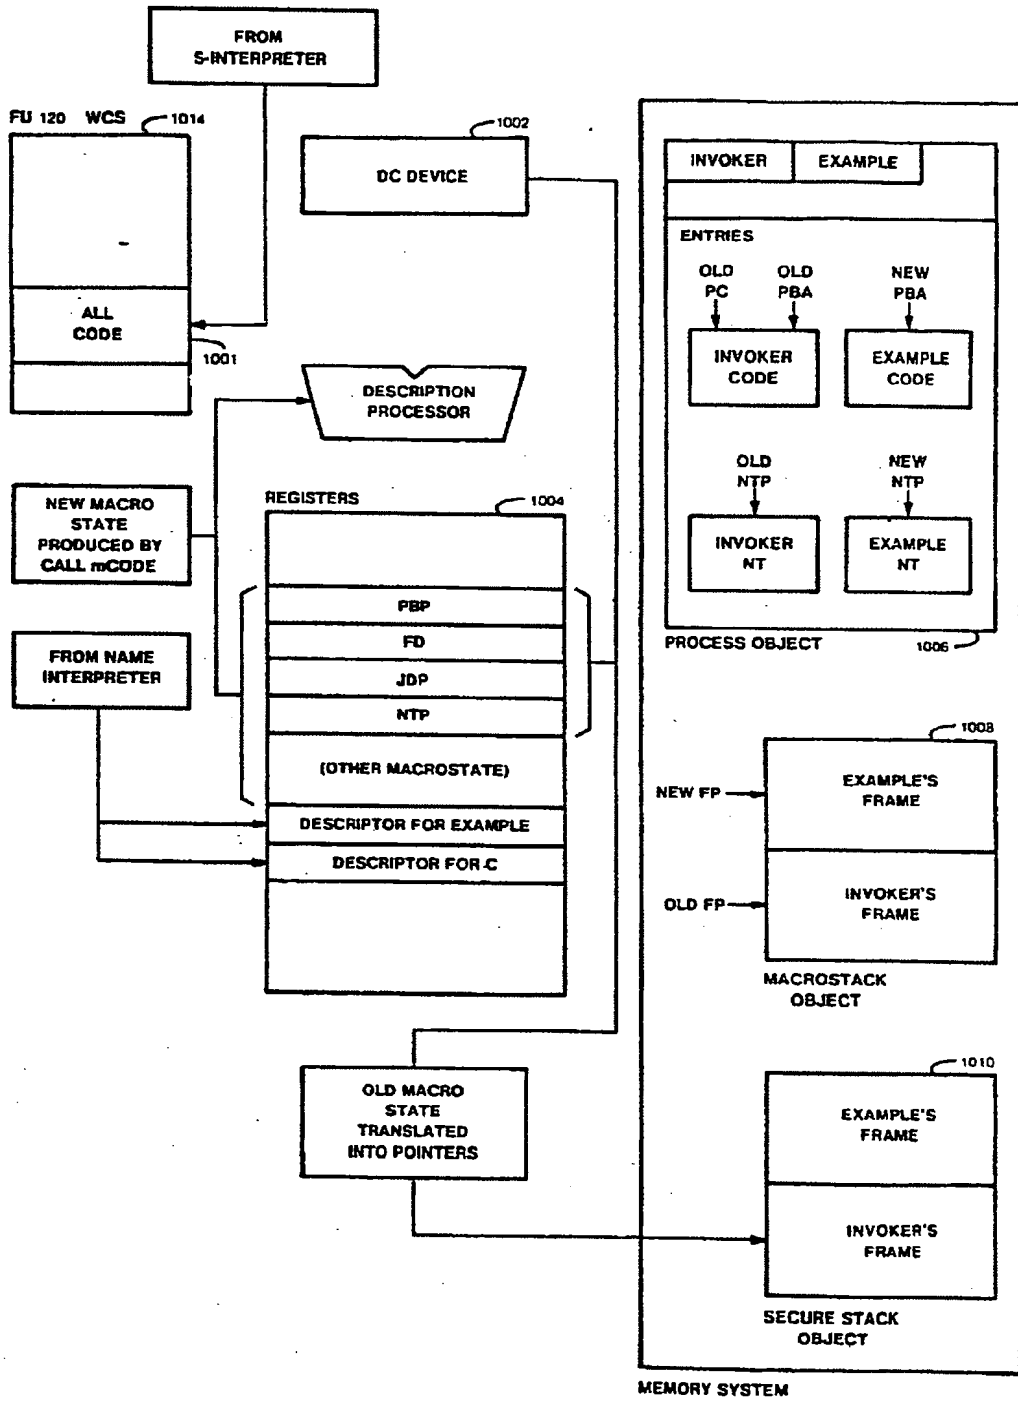 FROM
S-INTERPRETER
FU 120 WCS 1014
ALL
CODE
1001
1002
DC DEVICE
DESCRIPTION
PROCESSOR
NEW MACRO
STATE
PRODUCED BY
CALL mCODE
FROM NAME
INTERPRETER
REGISTERS
1004
PBP
FD
JDP
NTP
(OTHER MACROSTATE)
DESCRIPTOR FOR EXAMPLE
DESCRIPTOR FOR C
OLD MACRO
STATE
TRANSLATED
INTO POINTERS
INVOKER EXAMPLE
ENTRIES
OLD
PC
OLD
PBA
NEW
PBA
INVOKER
CODE
EXAMPLE
CODE
OLD
NTP
NEW
NTP
INVOKER
NT
EXAMPLE
NT
PROCESS OBJECT
1006
1008
NEW FP
EXAMPLE'S
FRAME
OLD FP
INVOKER'S
FRAME
MACROSTACK
OBJECT
1010
EXAMPLE'S
FRAME
INVOKER'S
FRAME
SECURE STACK
OBJECT
MEMORY SYSTEM